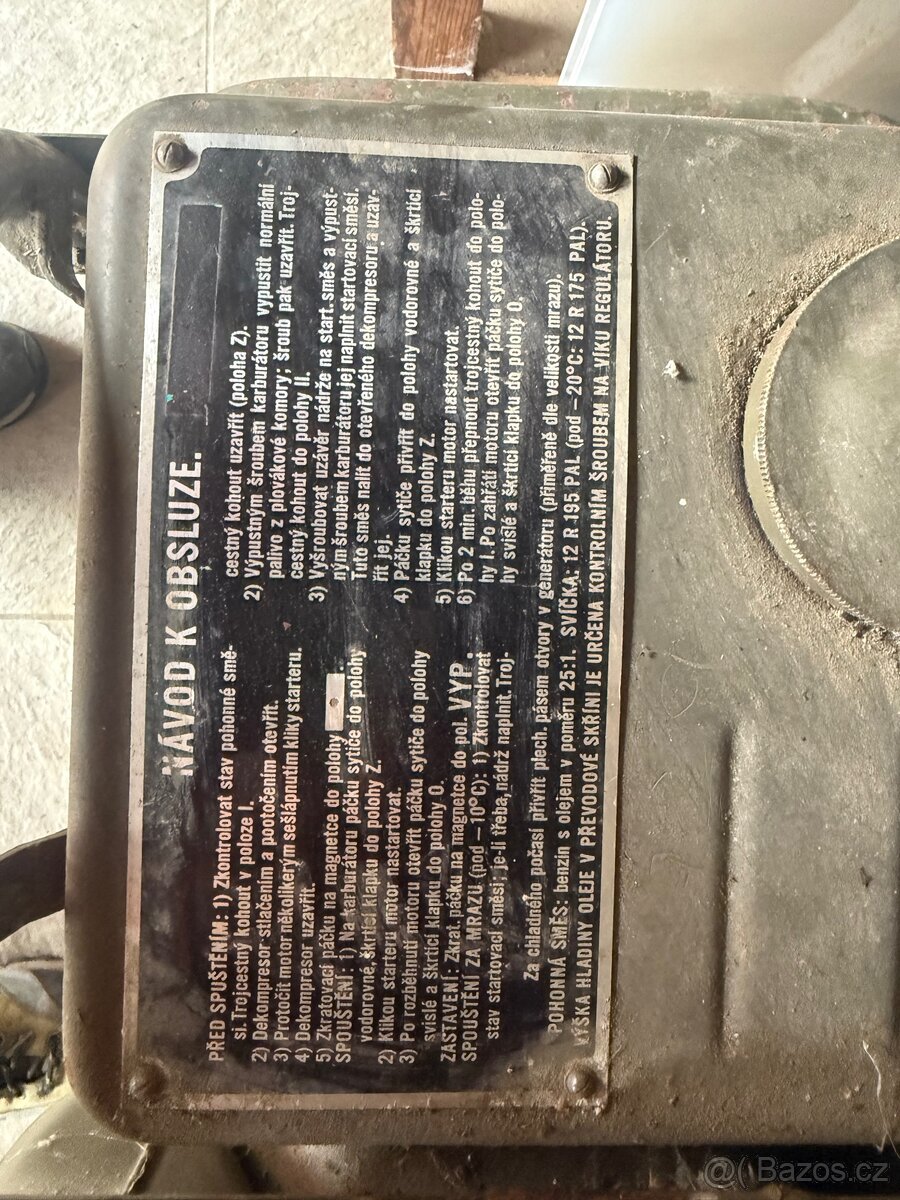 NÁVOD K OBSLUZE.
PŘED SPUŠTĚNÍM: 1) Zkontrolovat stav pohonné smě-
si. Trojcestný kohout v poloze I.
2) Dekompresor stlačením a pootočením otevřít.
3) Protočit motor několikerým sešlápnutím kliky starteru.
4) Dekompresor uzavřít.
5) Zkratovací páčku na magnetce do polohy
SPOUŠTĚNÍ: 1) Na karburátoru páčku sytiče do polohy
vodorovné, škrtící klapku do polohy Z.
2) Klikou starteru motor nastartovat.
3) Po rozběhnutí motoru otevřít páčku sytiče do polohy
svislé a škrtící klapku do polohy O.
ZASTAVENÍ: Zkrat. páčku na magnetce do pol. VYP.
SPOUŠTĚNÍ ZA MRAZU (pod -10°C): 1) Zkontrolovat
stav startovací směsi, je-li třeba, nádrž naplnit. Troj-
cestný kohout uzavřít (poloha Z).
2) Výpustným šroubem karburátoru vypustit normální
palivo z plovákové komory; šroub pak uzavřít. Troj-
cestný kohout do polohy II.
3) Vyšroubovat uzávěr nádrže na start. směs a výpust-
ným šroubem karburátoru jej naplnit startovací směsí.
Tuto směs nalít do otevřeného dekompresoru a uzav-
řít jej.
4) Páčku sytiče přivřít do polohy vodorovné a škrtící
klapku do polohy Z.
5) Klikou starteru motor nastartovat.
6) Po 2 min. běhu přepnout trojcestný kohout do polo-
hy I. Po zahřátí motoru otevřít páčku sytiče do polo-
hy svislé a škrtící klapku do polohy O.
Za chladného počasí přivřít plech. pásem otvory v generátoru (přiměřeně dle velikosti mrazu).
POHONNÁ SMĚS: benzin s olejem v poměru 25:1. SVÍČKA: 12 R 195 PAL (pod -20°C: 12 R 175 PAL).
VÝŠKA HLADINY OLEJE V PŘEVODOVÉ SKŘÍNI JE URČENA KONTROLNÍM ŠROUBEM NA VÍKU REGULÁTORU.
@( Bazos.cz